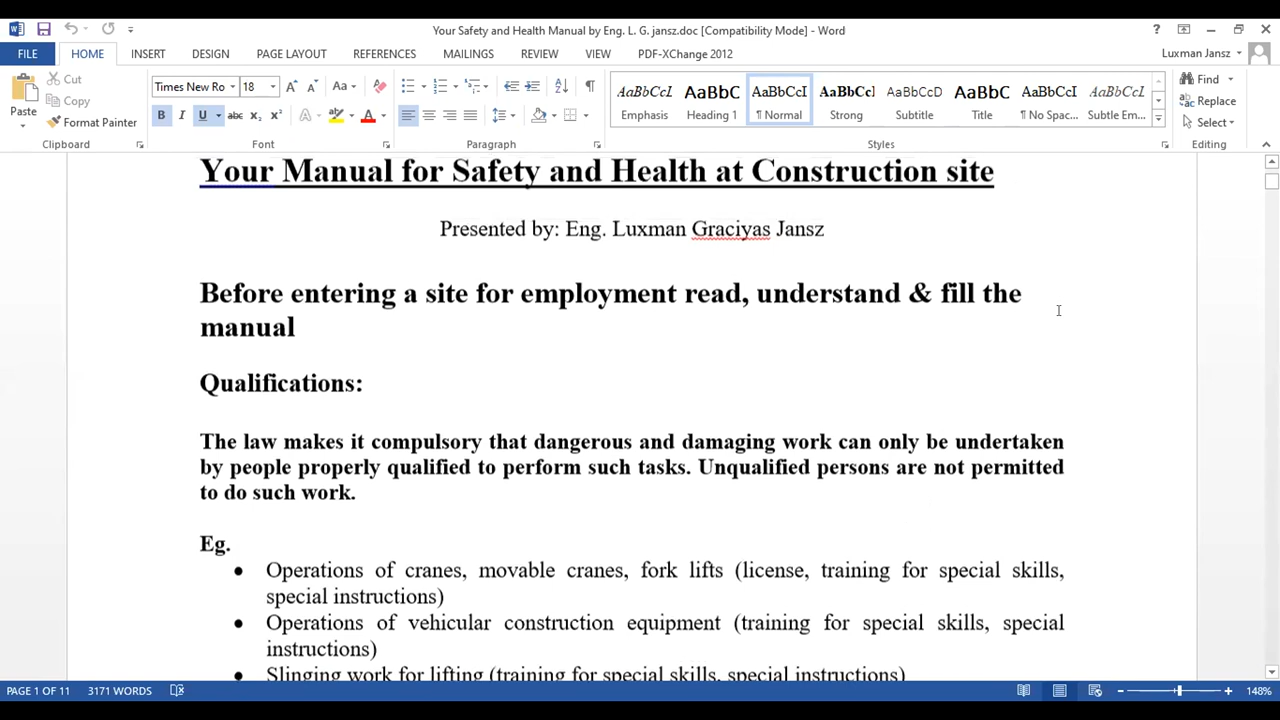 Your Safety and Health Manual by Eng. L. G. jansz.doc [Compatibility Mode] - Word
FILE HOME INSERT DESIGN PAGE LAYOUT REFERENCES MAILINGS REVIEW VIEW PDF-XChange 2012 Luxman Jansz
Paste
Cut
Copy
Format Painter
Clipboard
Times New Ro 18
Font
Paragraph
AaBbCcL AaBbC AaBbCcI AaBbCcI AaBbCcD AaBbC AaBbCcI AaBbCcL
Emphasis Heading 1 ¶ Normal Strong Subtitle Title ¶ No Spac... Subtle Em...
Styles
Find
Replace
Select
Editing
Your Manual for Safety and Health at Construction site
Presented by: Eng. Luxman Graciyas Jansz
Before entering a site for employment read, understand & fill the
manual
Qualifications:
The law makes it compulsory that dangerous and damaging work can only be undertaken
by people properly qualified to perform such tasks. Unqualified persons are not permitted
to do such work.
Eg.
• Operations of cranes, movable cranes, fork lifts (license, training for special skills,
special instructions)
• Operations of vehicular construction equipment (training for special skills, special
instructions)
• Slinging work for lifting (training for special skills, special instructions)
PAGE 1 OF 11 3171 WORDS 148%